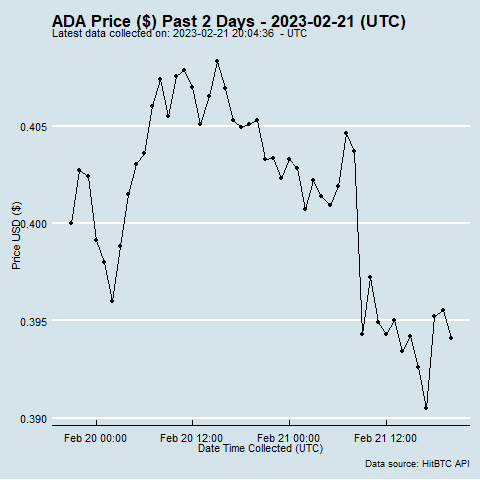 ADA Price ($) Past 2 Days - 2023-02-21 (UTC)
Latest data collected on: 2023-02-21 20:04:36 - UTC
0.405
0.400
0.395
0.390
Price USD ($)
Feb 20 00:00
Feb 20 12:00
Feb 21 00:00
Feb 21 12:00
Date Time Collected (UTC)
Data source: HitBTC API